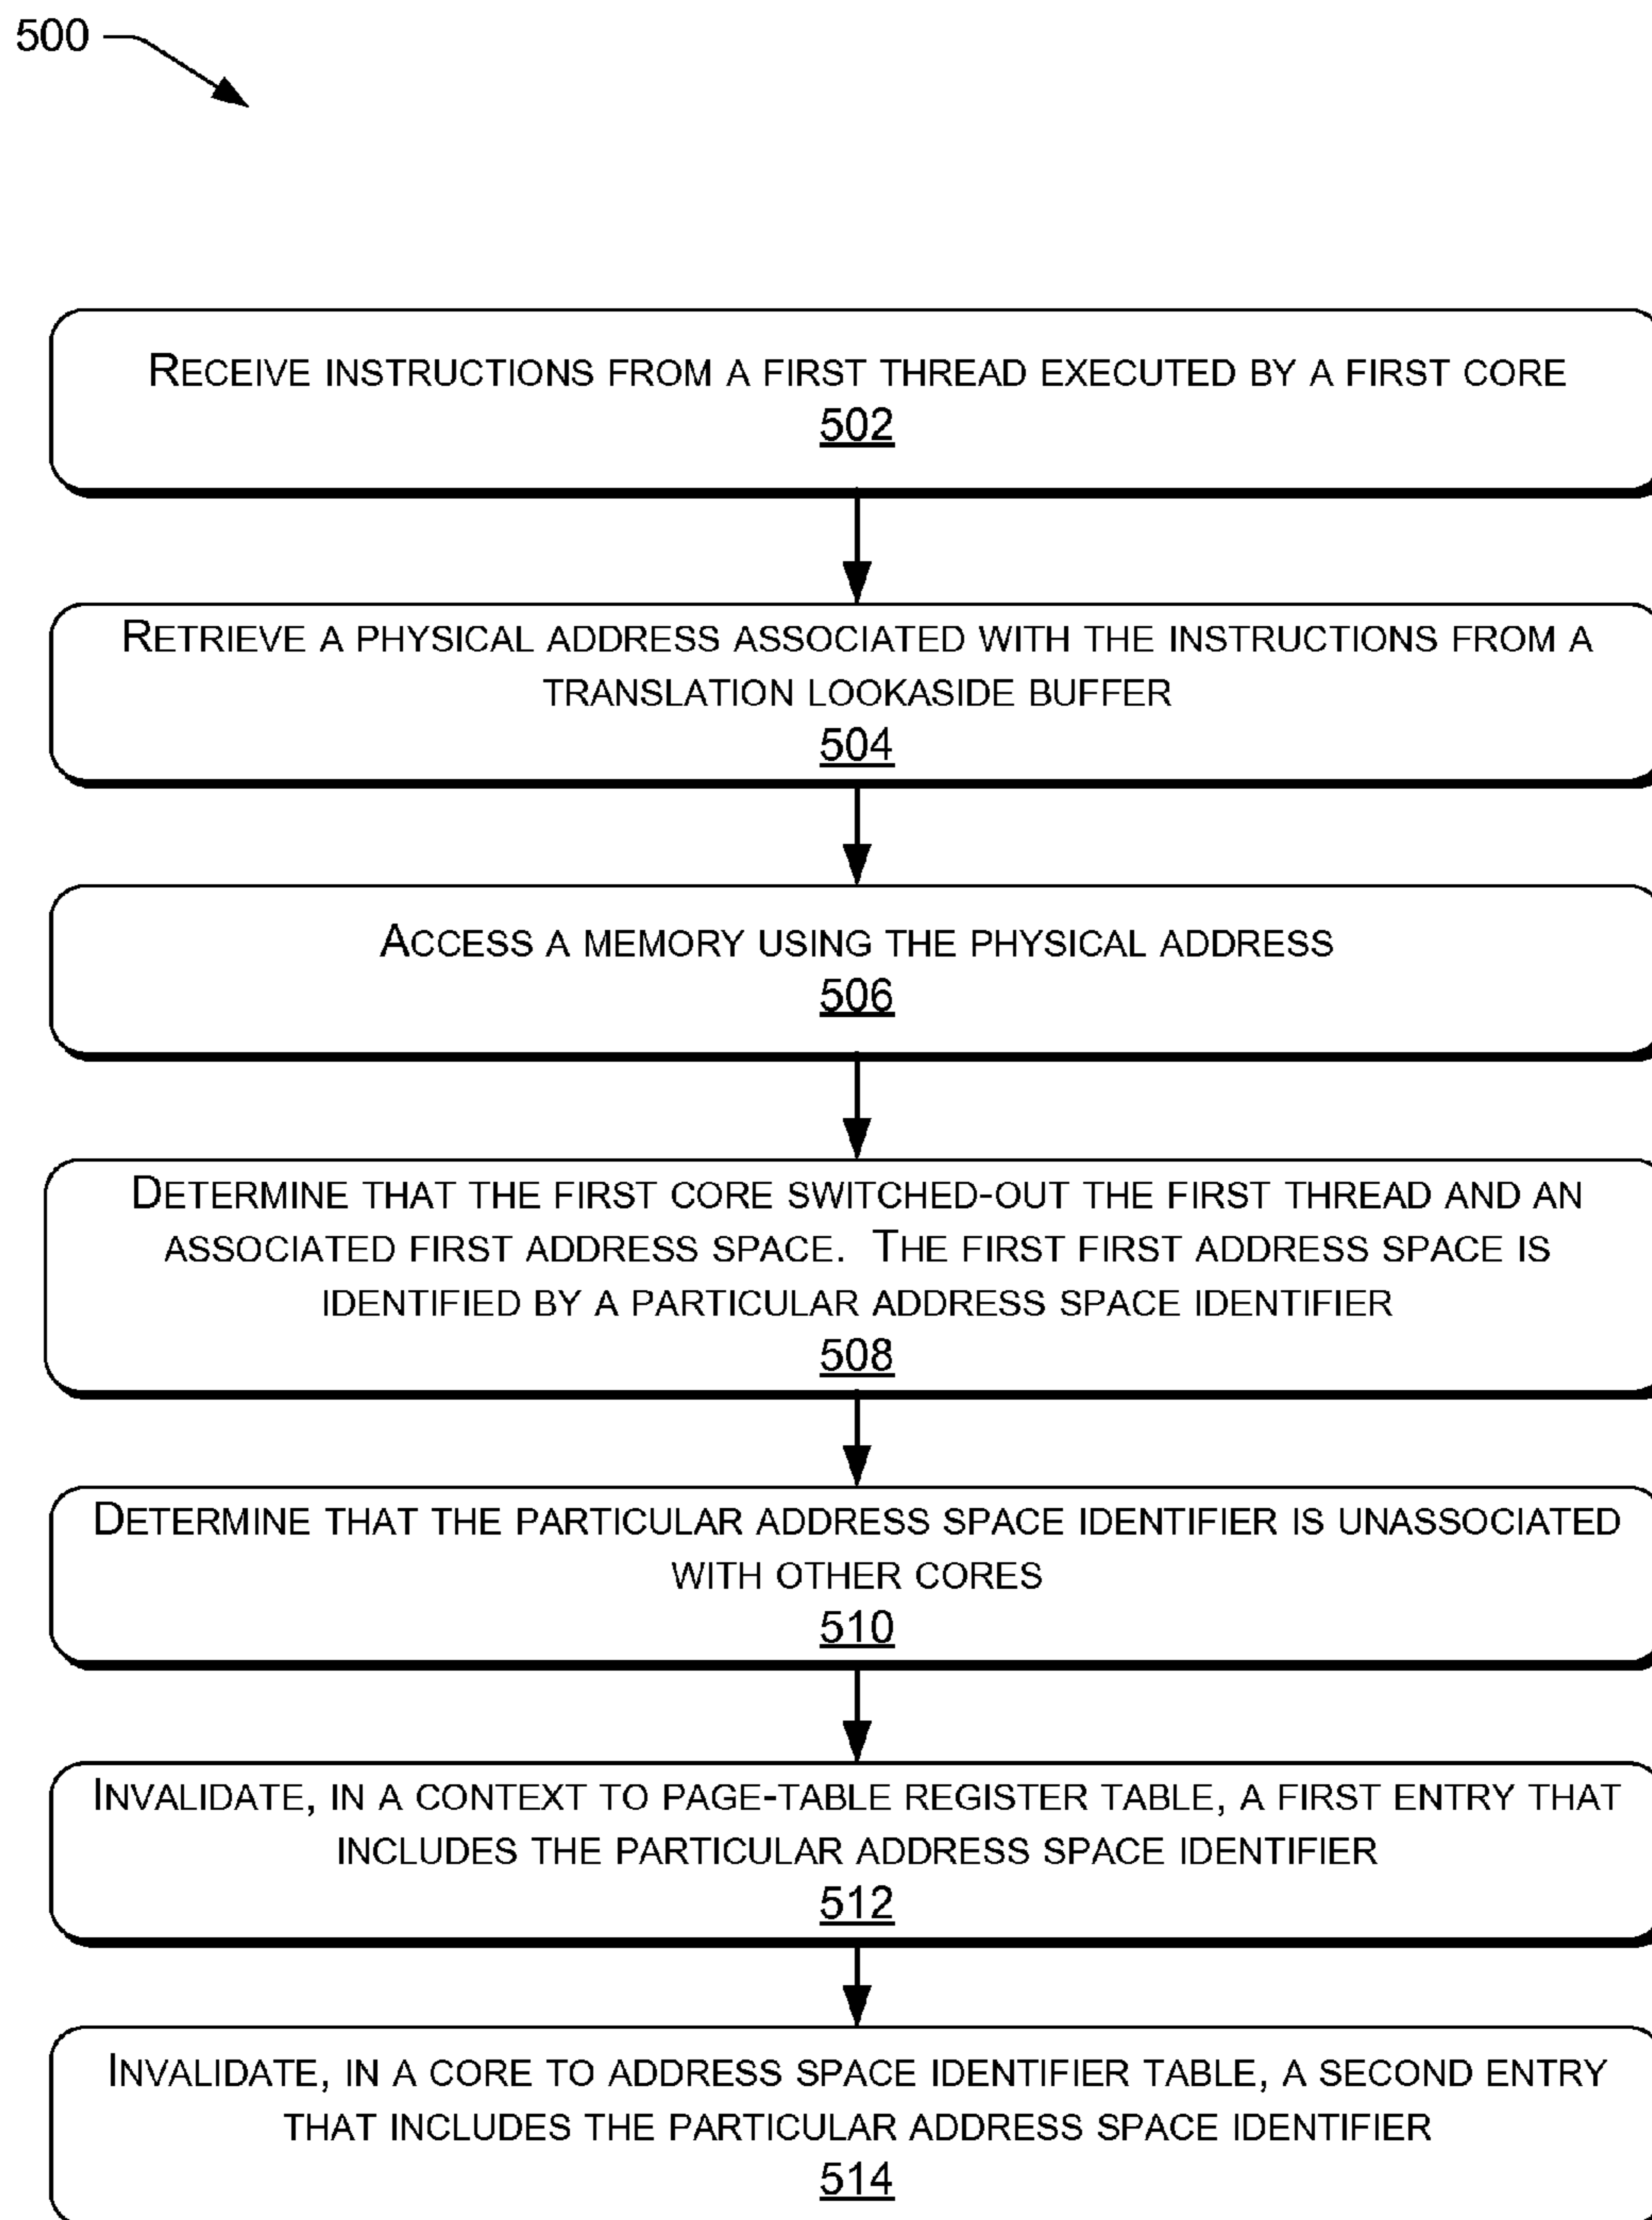 500
RECEIVE INSTRUCTIONS FROM A FIRST THREAD EXECUTED BY A FIRST CORE
502
RETRIEVE A PHYSICAL ADDRESS ASSOCIATED WITH THE INSTRUCTIONS FROM A
TRANSLATION LOOKASIDE BUFFER
504
ACCESS A MEMORY USING THE PHYSICAL ADDRESS
506
DETERMINE THAT THE FIRST CORE SWITCHED-OUT THE FIRST THREAD AND AN
ASSOCIATED FIRST ADDRESS SPACE. THE FIRST FIRST ADDRESS SPACE IS
IDENTIFIED BY A PARTICULAR ADDRESS SPACE IDENTIFIER
508
DETERMINE THAT THE PARTICULAR ADDRESS SPACE IDENTIFIER IS UNASSOCIATED
WITH OTHER CORES
510
INVALIDATE, IN A CONTEXT TO PAGE-TABLE REGISTER TABLE, A FIRST ENTRY THAT
INCLUDES THE PARTICULAR ADDRESS SPACE IDENTIFIER
512
INVALIDATE, IN A CORE TO ADDRESS SPACE IDENTIFIER TABLE, A SECOND ENTRY
THAT INCLUDES THE PARTICULAR ADDRESS SPACE IDENTIFIER
514